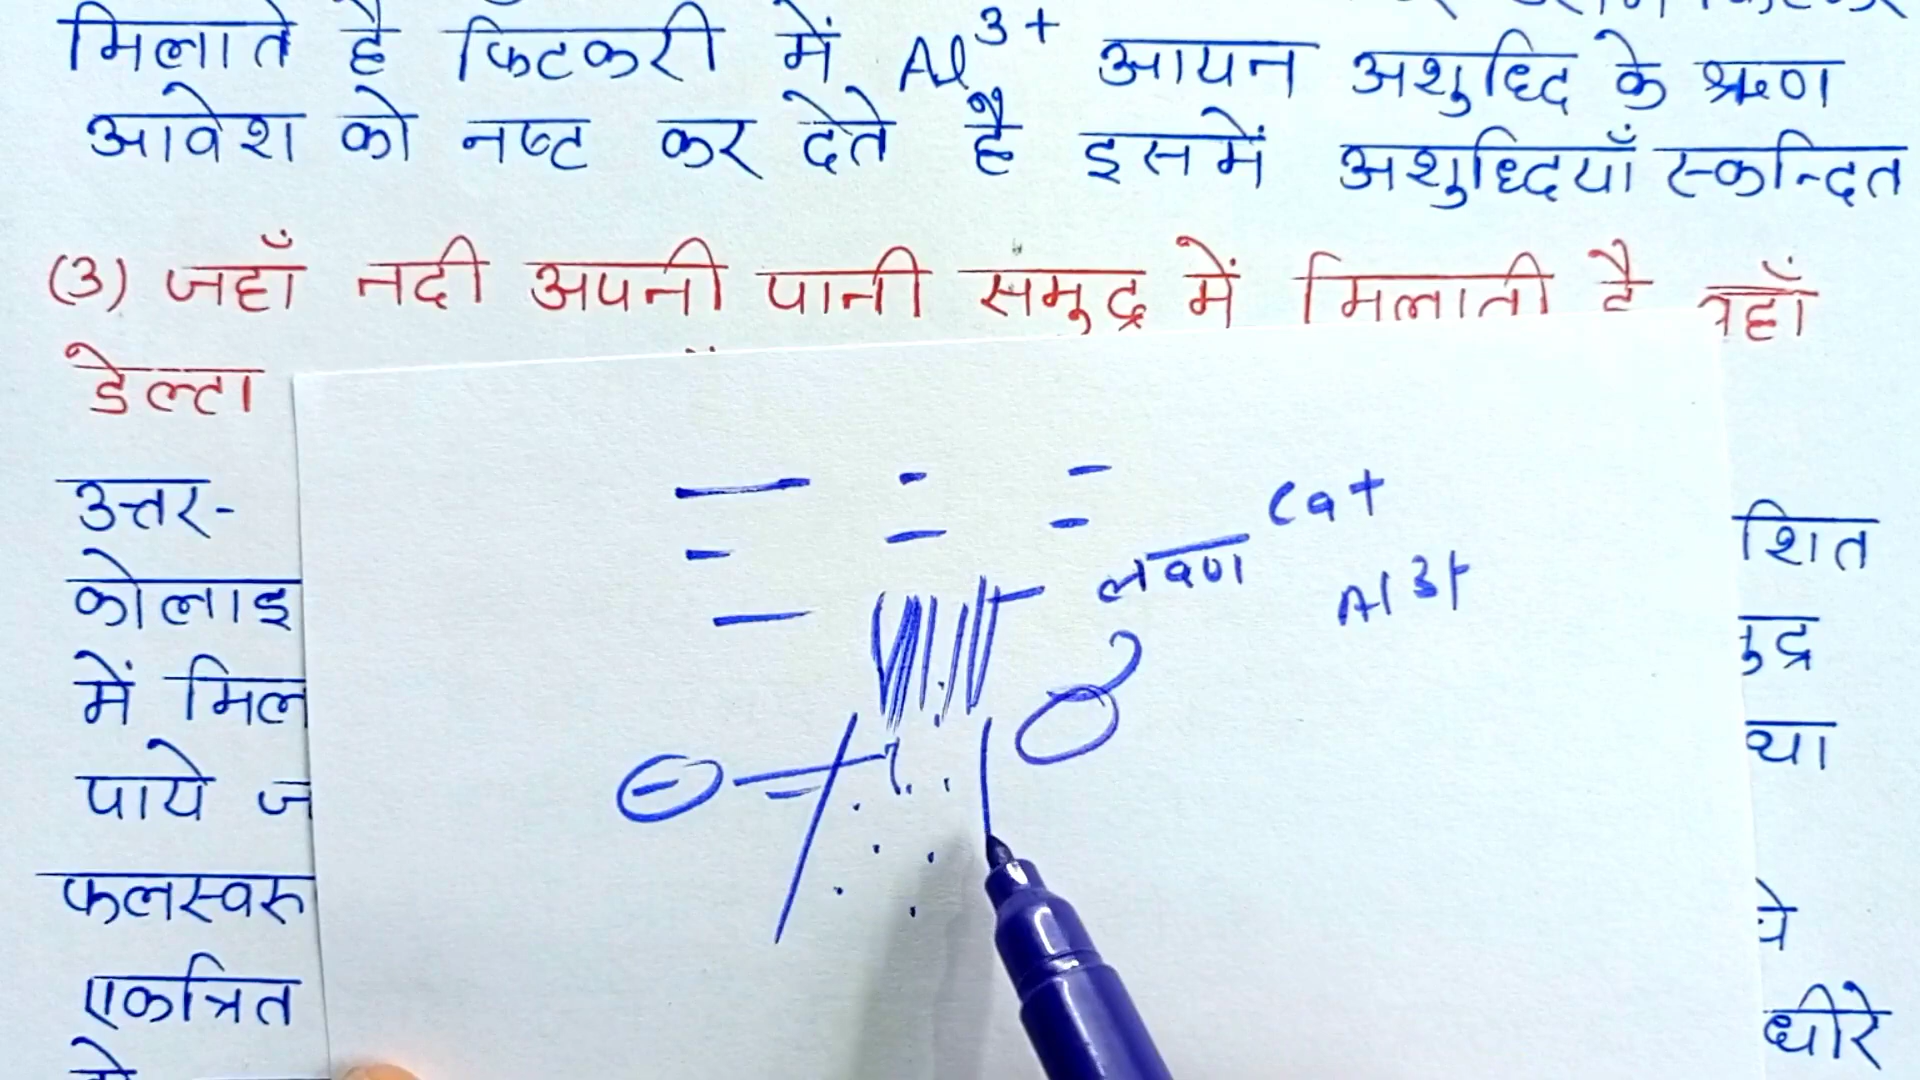 मिलाते है फिटकरी में Al³⁺ आयन अशुध्दि के ऋण
आवेश को नष्ट कर देते है इसमें अशुध्दियाँ स्कन्दित
(3) जहाँ नदी अपनी पानी समुद्र में मिलाती है वहाँ
डेल्टा
Ca+
लवण
Al3+
उत्तर-
शित
कोलाइ
में मिल
पाये ज
था
फलस्वरु
एकत्रित
धीरे